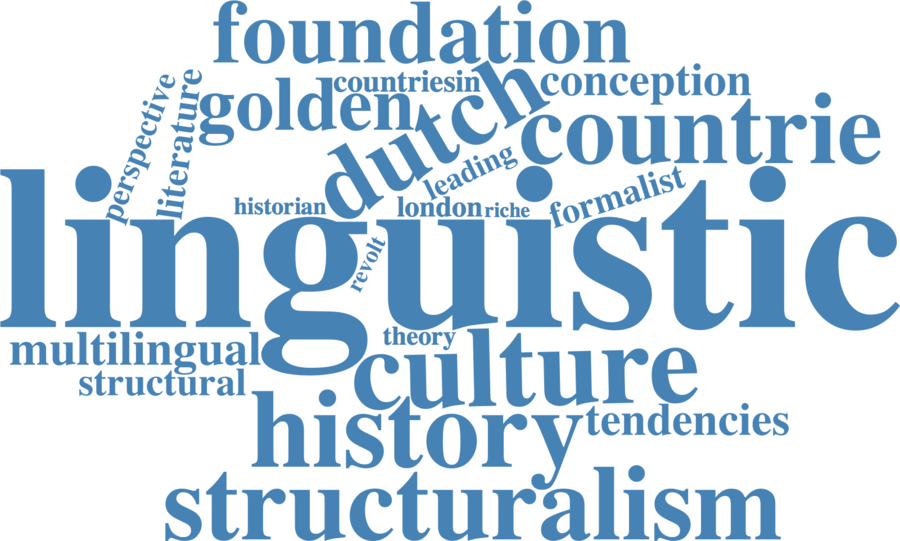 foundation
countriesin
conception
golden
dutch
countrie
perspective
literature
leading
formalist
historian
london
riche
linguistic
revolt
theory
multilingual
culture
structural
history
tendencies
structuralism